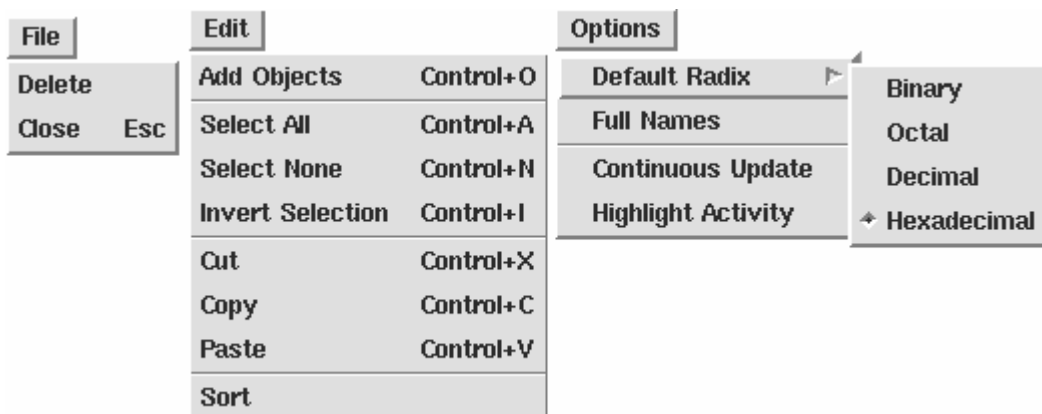 File
Delete
Close Esc
Edit
Add Objects Control+O
Select All Control+A
Select None Control+N
Invert Selection Control+I
Cut Control+X
Copy Control+C
Paste Control+V
Sort
Options
Default Radix
Full Names
Continuous Update
Highlight Activity
Binary
Octal
Decimal
Hexadecimal